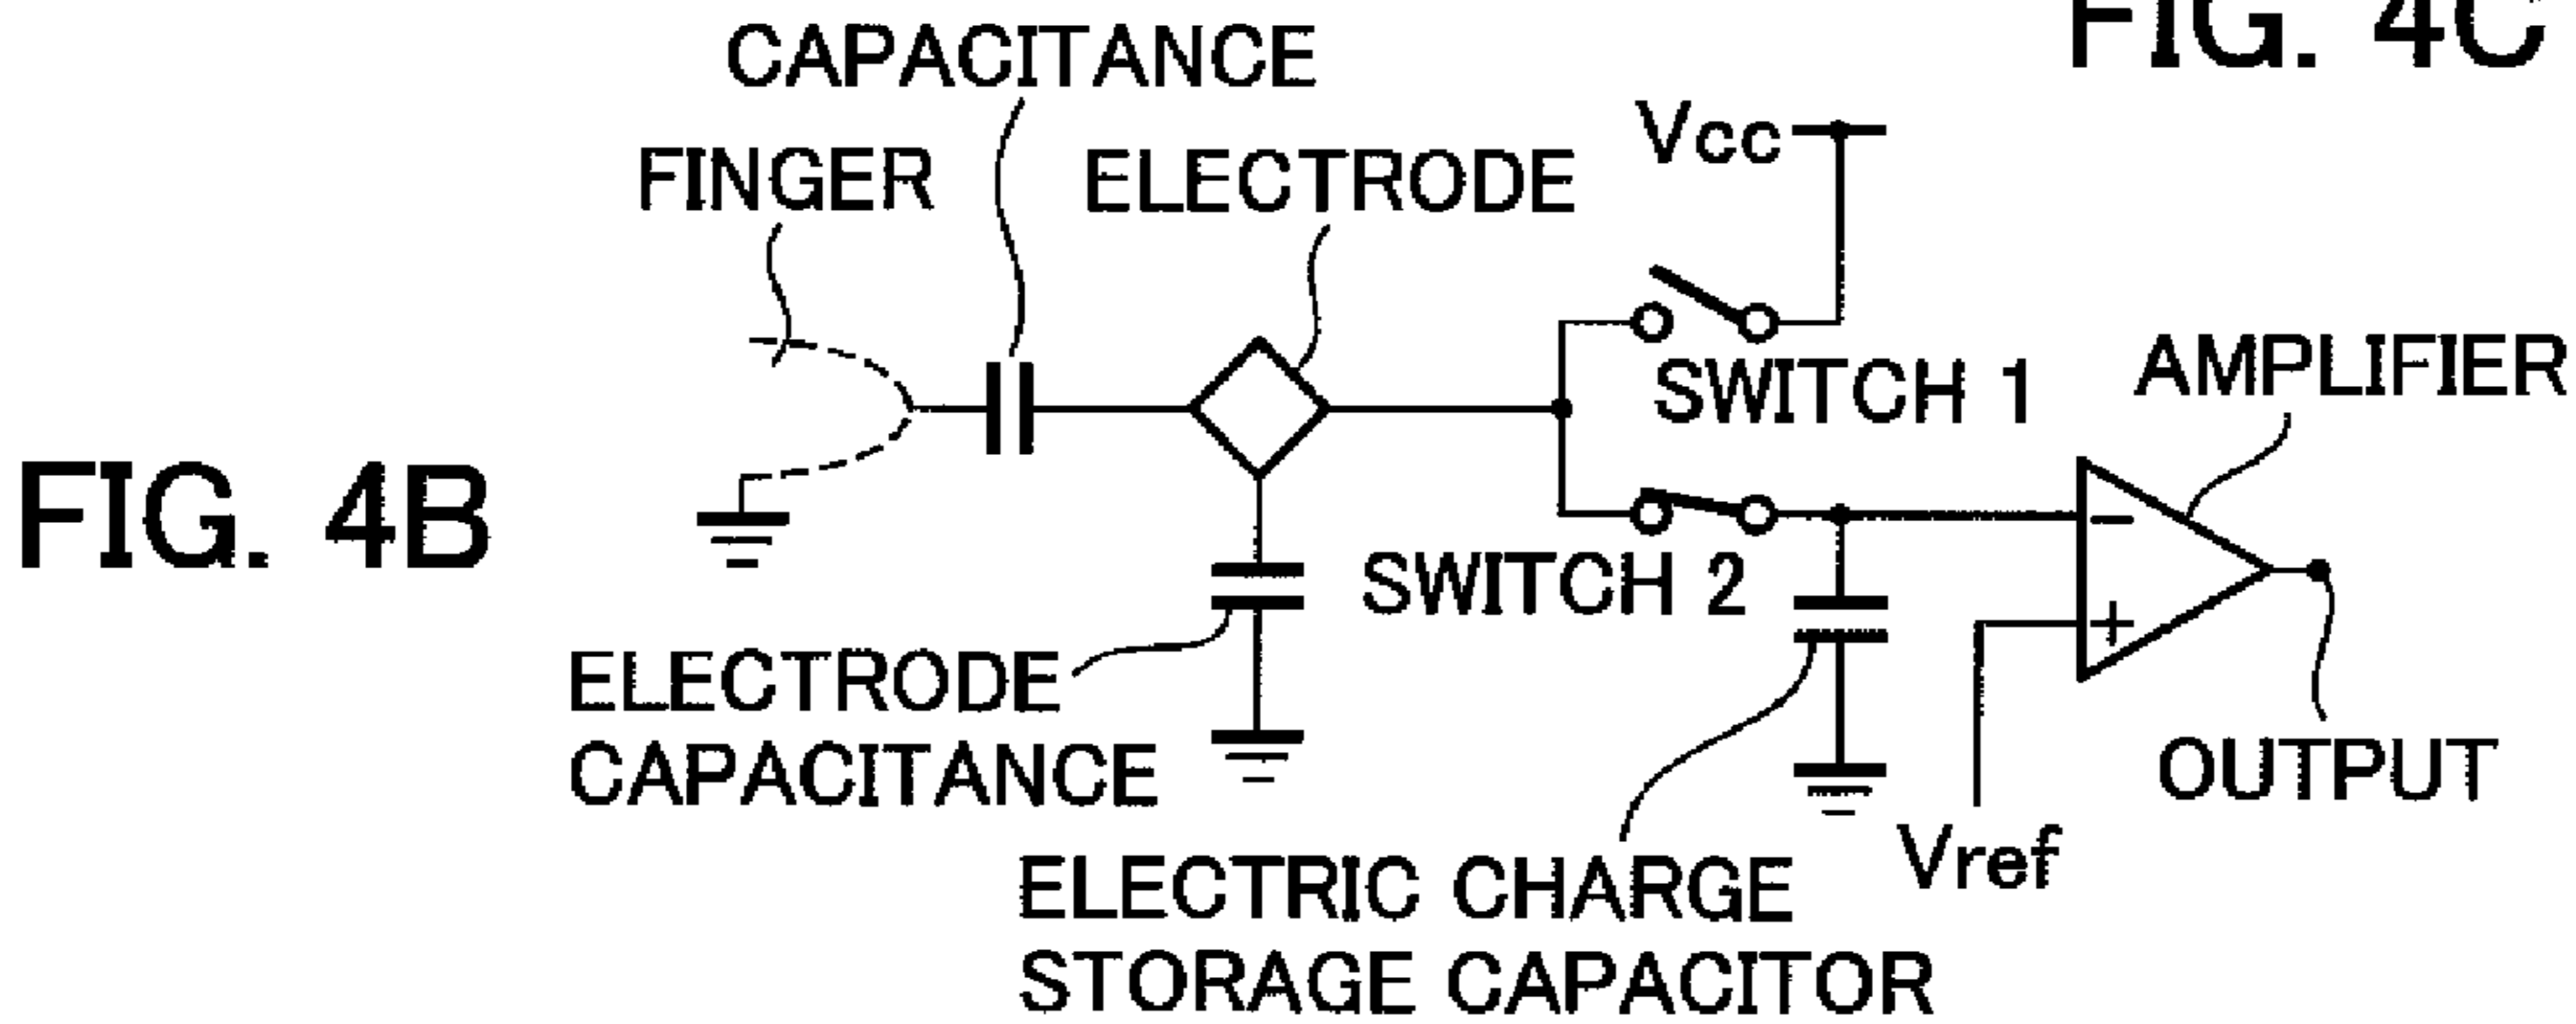 FIG. 4C
CAPACITANCE
Vcc
FINGER
ELECTRODE
SWITCH 1
AMPLIFIER
FIG. 4B
−
SWITCH 2
+
ELECTRODE
CAPACITANCE
OUTPUT
Vref
ELECTRIC CHARGE
STORAGE CAPACITOR